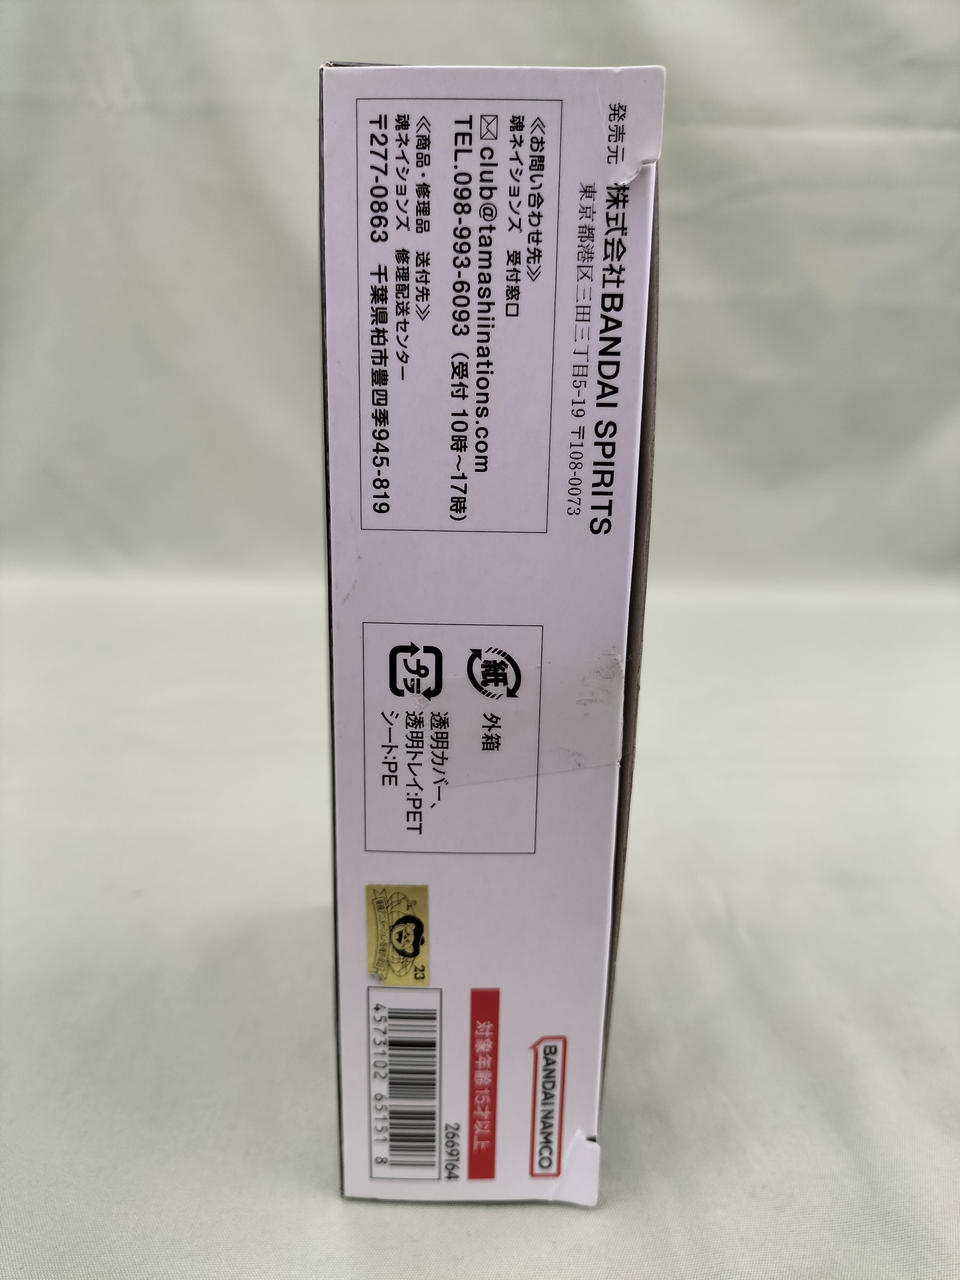 発売元 株式会社BANDAI SPIRITS
東京都港区三田三丁目5-19 〒108-0073
≪お問い合わせ先≫
魂ネイションズ 受付窓口
club@tamashiinations.com
TEL.098-993-6093 (受付 10時～17時)
≪商品・修理品 送付先≫
魂ネイションズ 修理配送センター
〒277-0863 千葉県柏市豊四季945-819
紙 外箱
プラ
透明カバー、
透明トレイ:PET
シート:PE
23
BANDAI NAMCO
対象年齢15才以上
2669164
4573102 651518